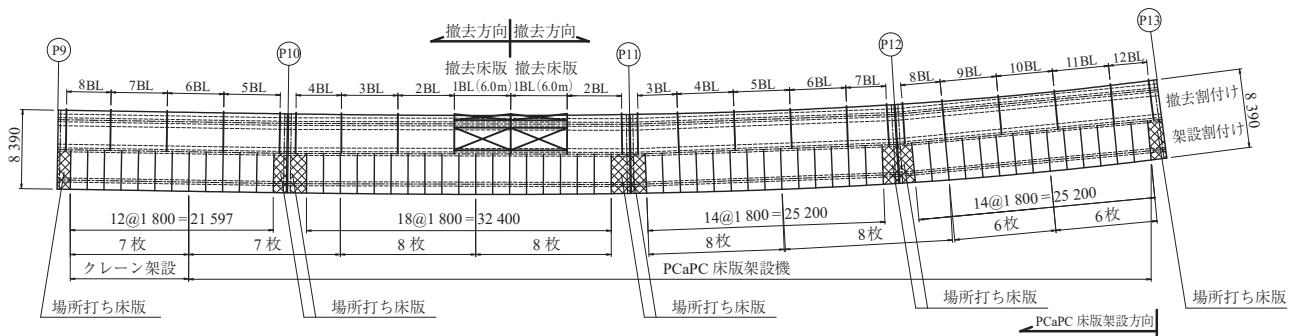 撤去方向 撤去方向
P9 P10 P11 P12 P13
撤去床版 撤去床版
1BL(6.0m) 1BL(6.0m)
8BL 7BL 6BL 5BL 4BL 3BL 2BL 2BL 3BL 4BL 5BL 6BL 7BL 8BL 9BL 10BL 11BL 12BL
8 390
撤去割付け
架設割付け
8 390
12@1 800=21 597
18@1 800=32 400
14@1 800=25 200
14@1 800=25 200
7 枚 7 枚 8 枚 8 枚 8 枚 8 枚 6 枚 6 枚
クレーン架設
PCaPC 床版架設機
場所打ち床版 場所打ち床版 場所打ち床版 場所打ち床版 場所打ち床版
PCaPC 床版架設方向